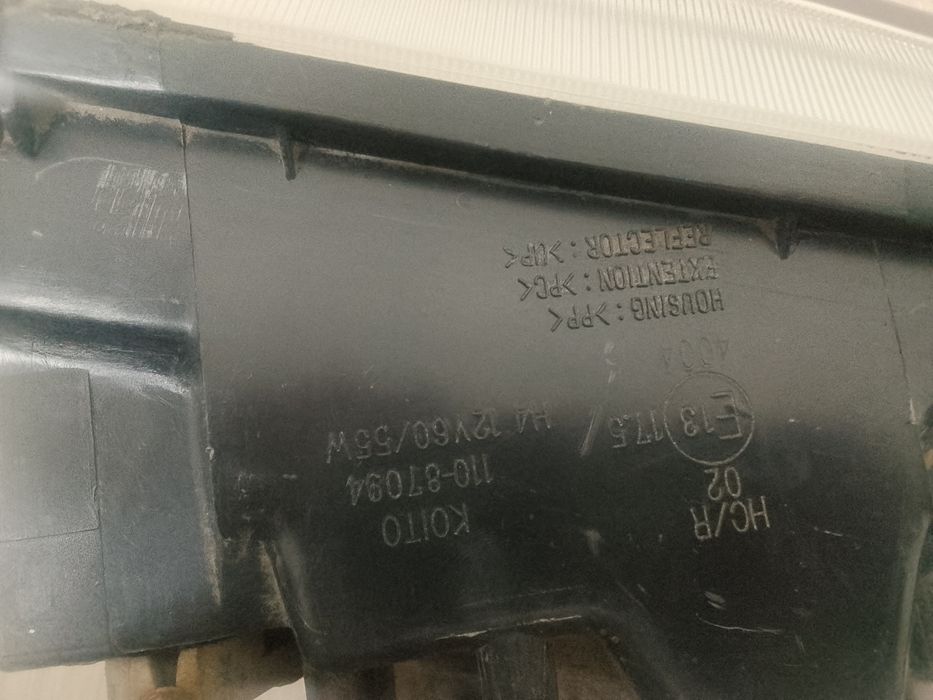 HC/R
02
E13 17.5 /
KOITO
110-87094
H4 12V60/55W
HOUSING : >PP<
EXTENTION : >PC<
REFLECTOR : >UP<